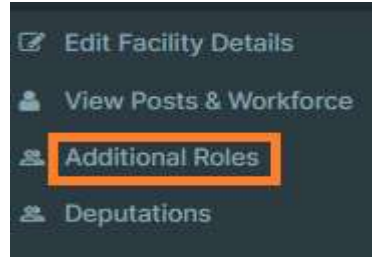 Edit Facility Details
View Posts & Workforce
Additional Roles
Deputations